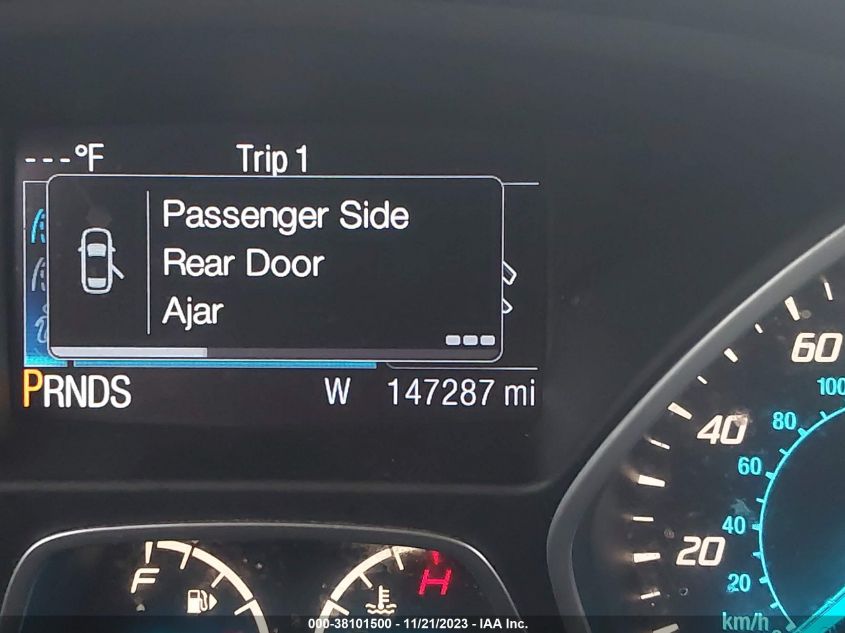 ---°F Trip 1
Passenger Side
Rear Door
Ajar
PRNDS W 147287 mi
60
100
80
40
60
40
20
20
km/h
F H
000-38101500 - 11/21/2023 - IAA Inc.